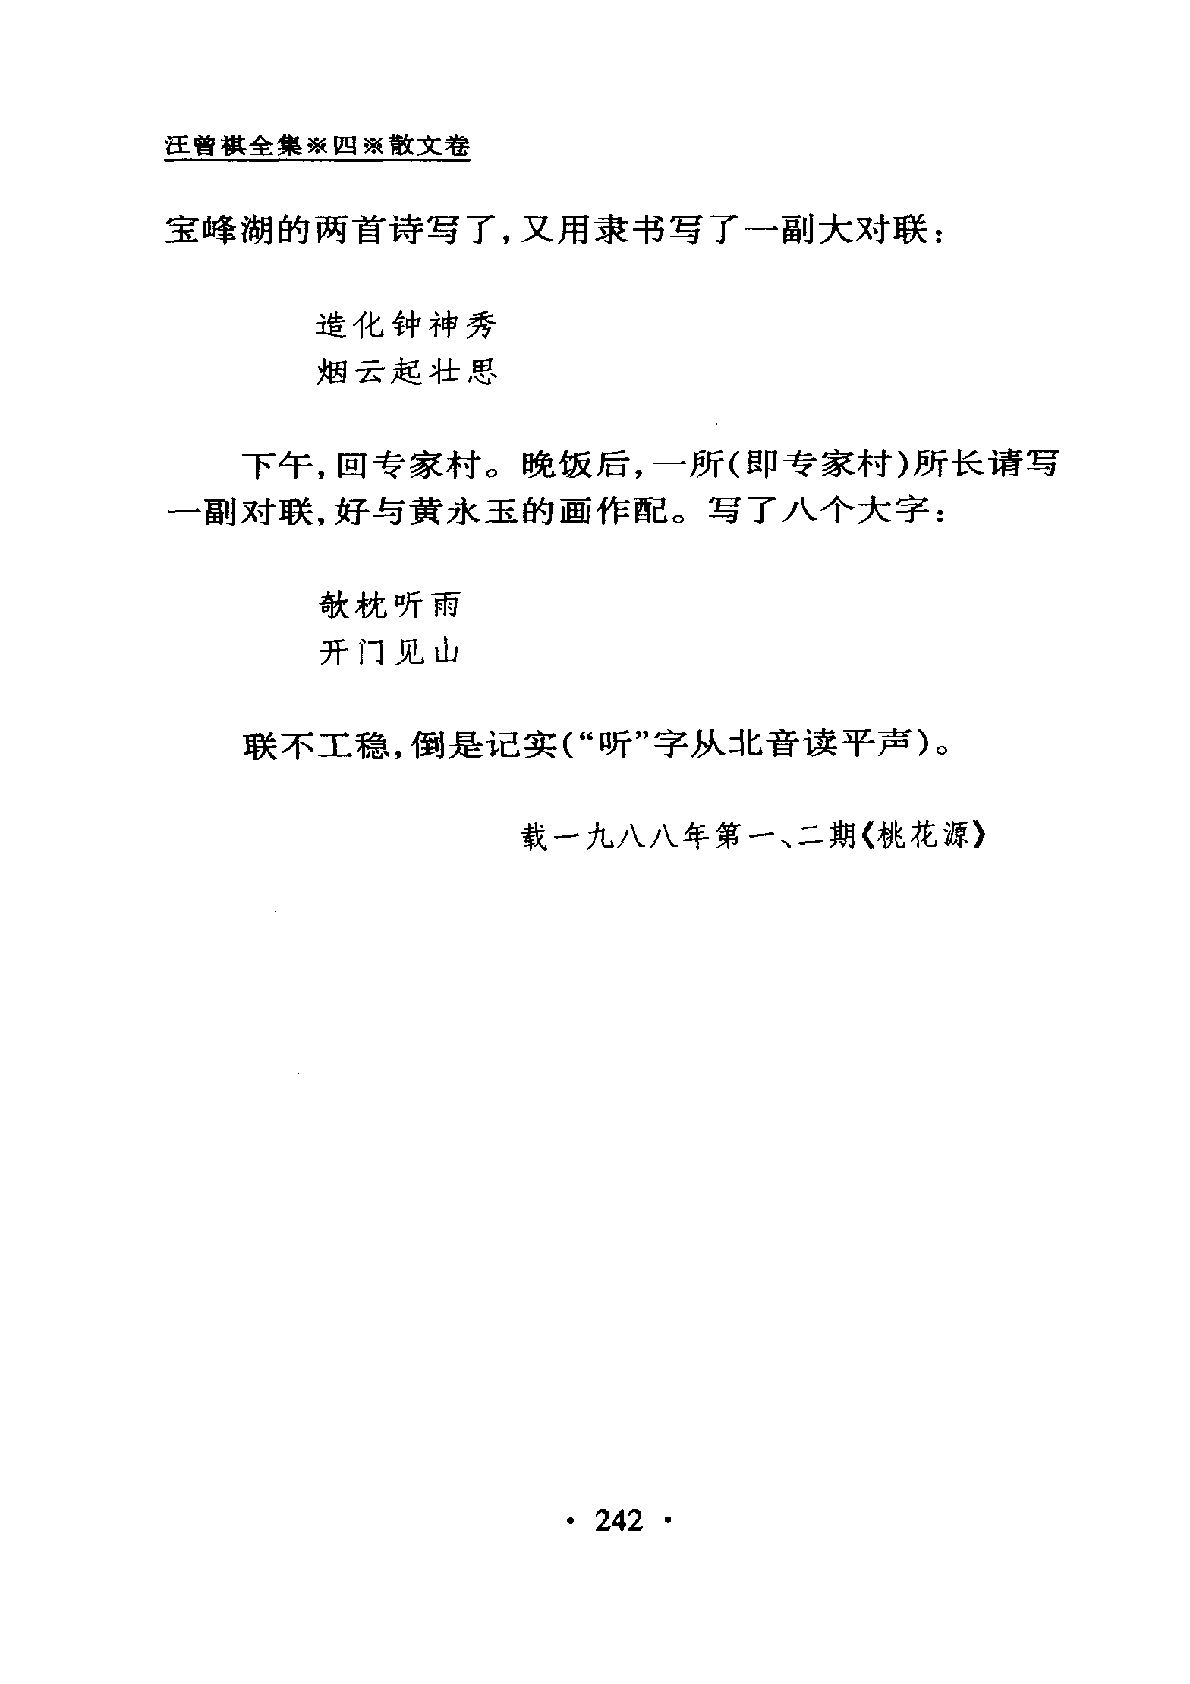 汪曾祺全集※四※散文卷
宝峰湖的两首诗写了,又用隶书写了一副大对联:
造化钟神秀
烟云起壮思
下午,回专家村。晚饭后,一所(即专家村)所长请写
一副对联,好与黄永玉的画作配。写了八个大字:
欹枕听雨
开门见山
联不工稳,倒是记实(“听”字从北音读平声)。
载一九八八年第一、二期《桃花源》
· 242 ·